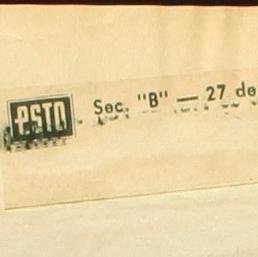 esto - Sec. "B" — 27 de